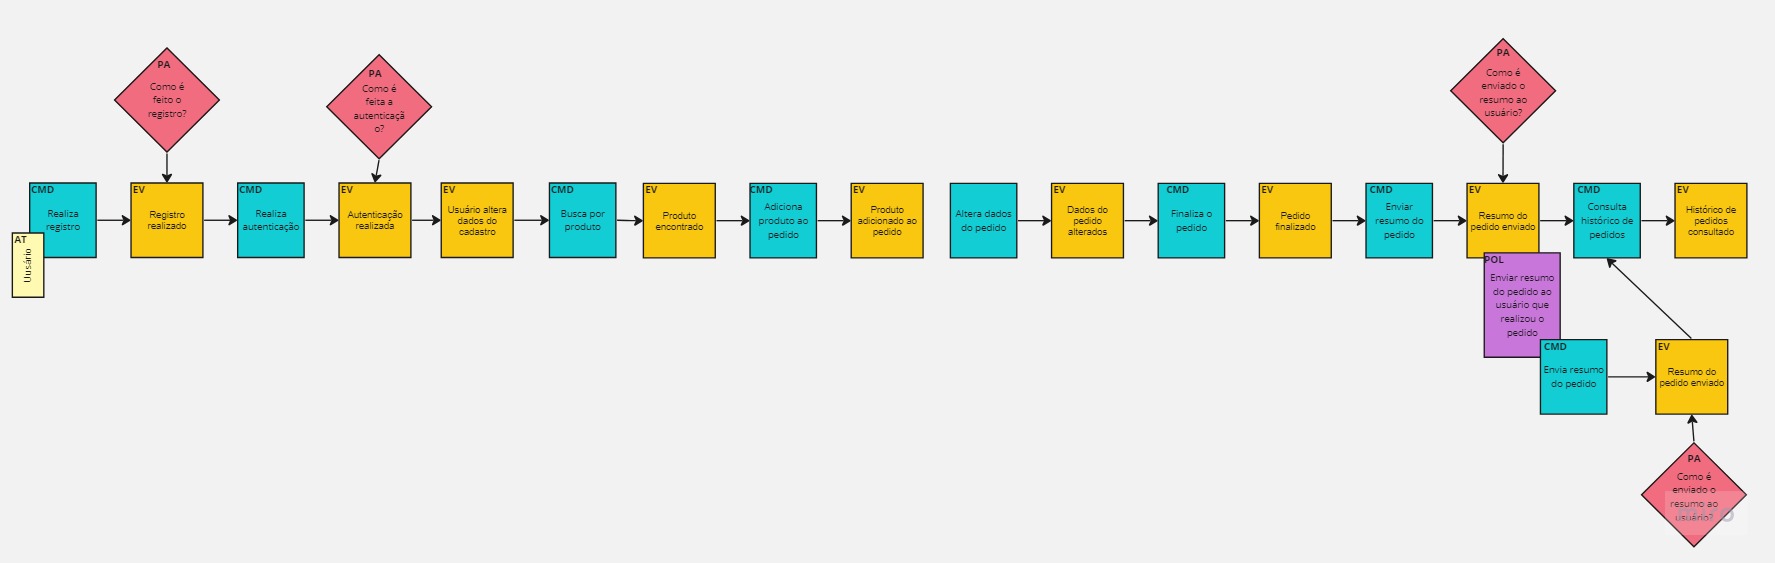 PA
Como é
feito o
registro?
PA
Como é
feita a
autenticaçã
o?
PA
Como é
enviado o
resumo ao
usuário?
CMD
Realiza
registro
AT
Uusário
EV
Registro
realizado
CMD
Realiza
autenticação
EV
Autenticação
realizada
EV
Usuário altera
dados do
cadastro
CMD
Busca por
produto
EV
Produto
encontrado
CMD
Adiciona
produto ao
pedido
EV
Produto
adicionado ao
pedido
Altera dados
do pedido
EV
Dados do
pedido
alterados
CMD
Finaliza o
pedido
EV
Pedido
finalizado
CMD
Enviar
resumo do
pedido
EV
Resumo do
pedido enviado
CMD
Consulta
histórico de
pedidos
EV
Histórico de
pedidos
consultado
POL
Enviar resumo
do pedido ao
usuário que
realizou o
pedido
CMD
Envia resumo
do pedido
EV
Resumo do
pedido enviado
PA
Como é
enviado o
resumo ao
usuário?
miro